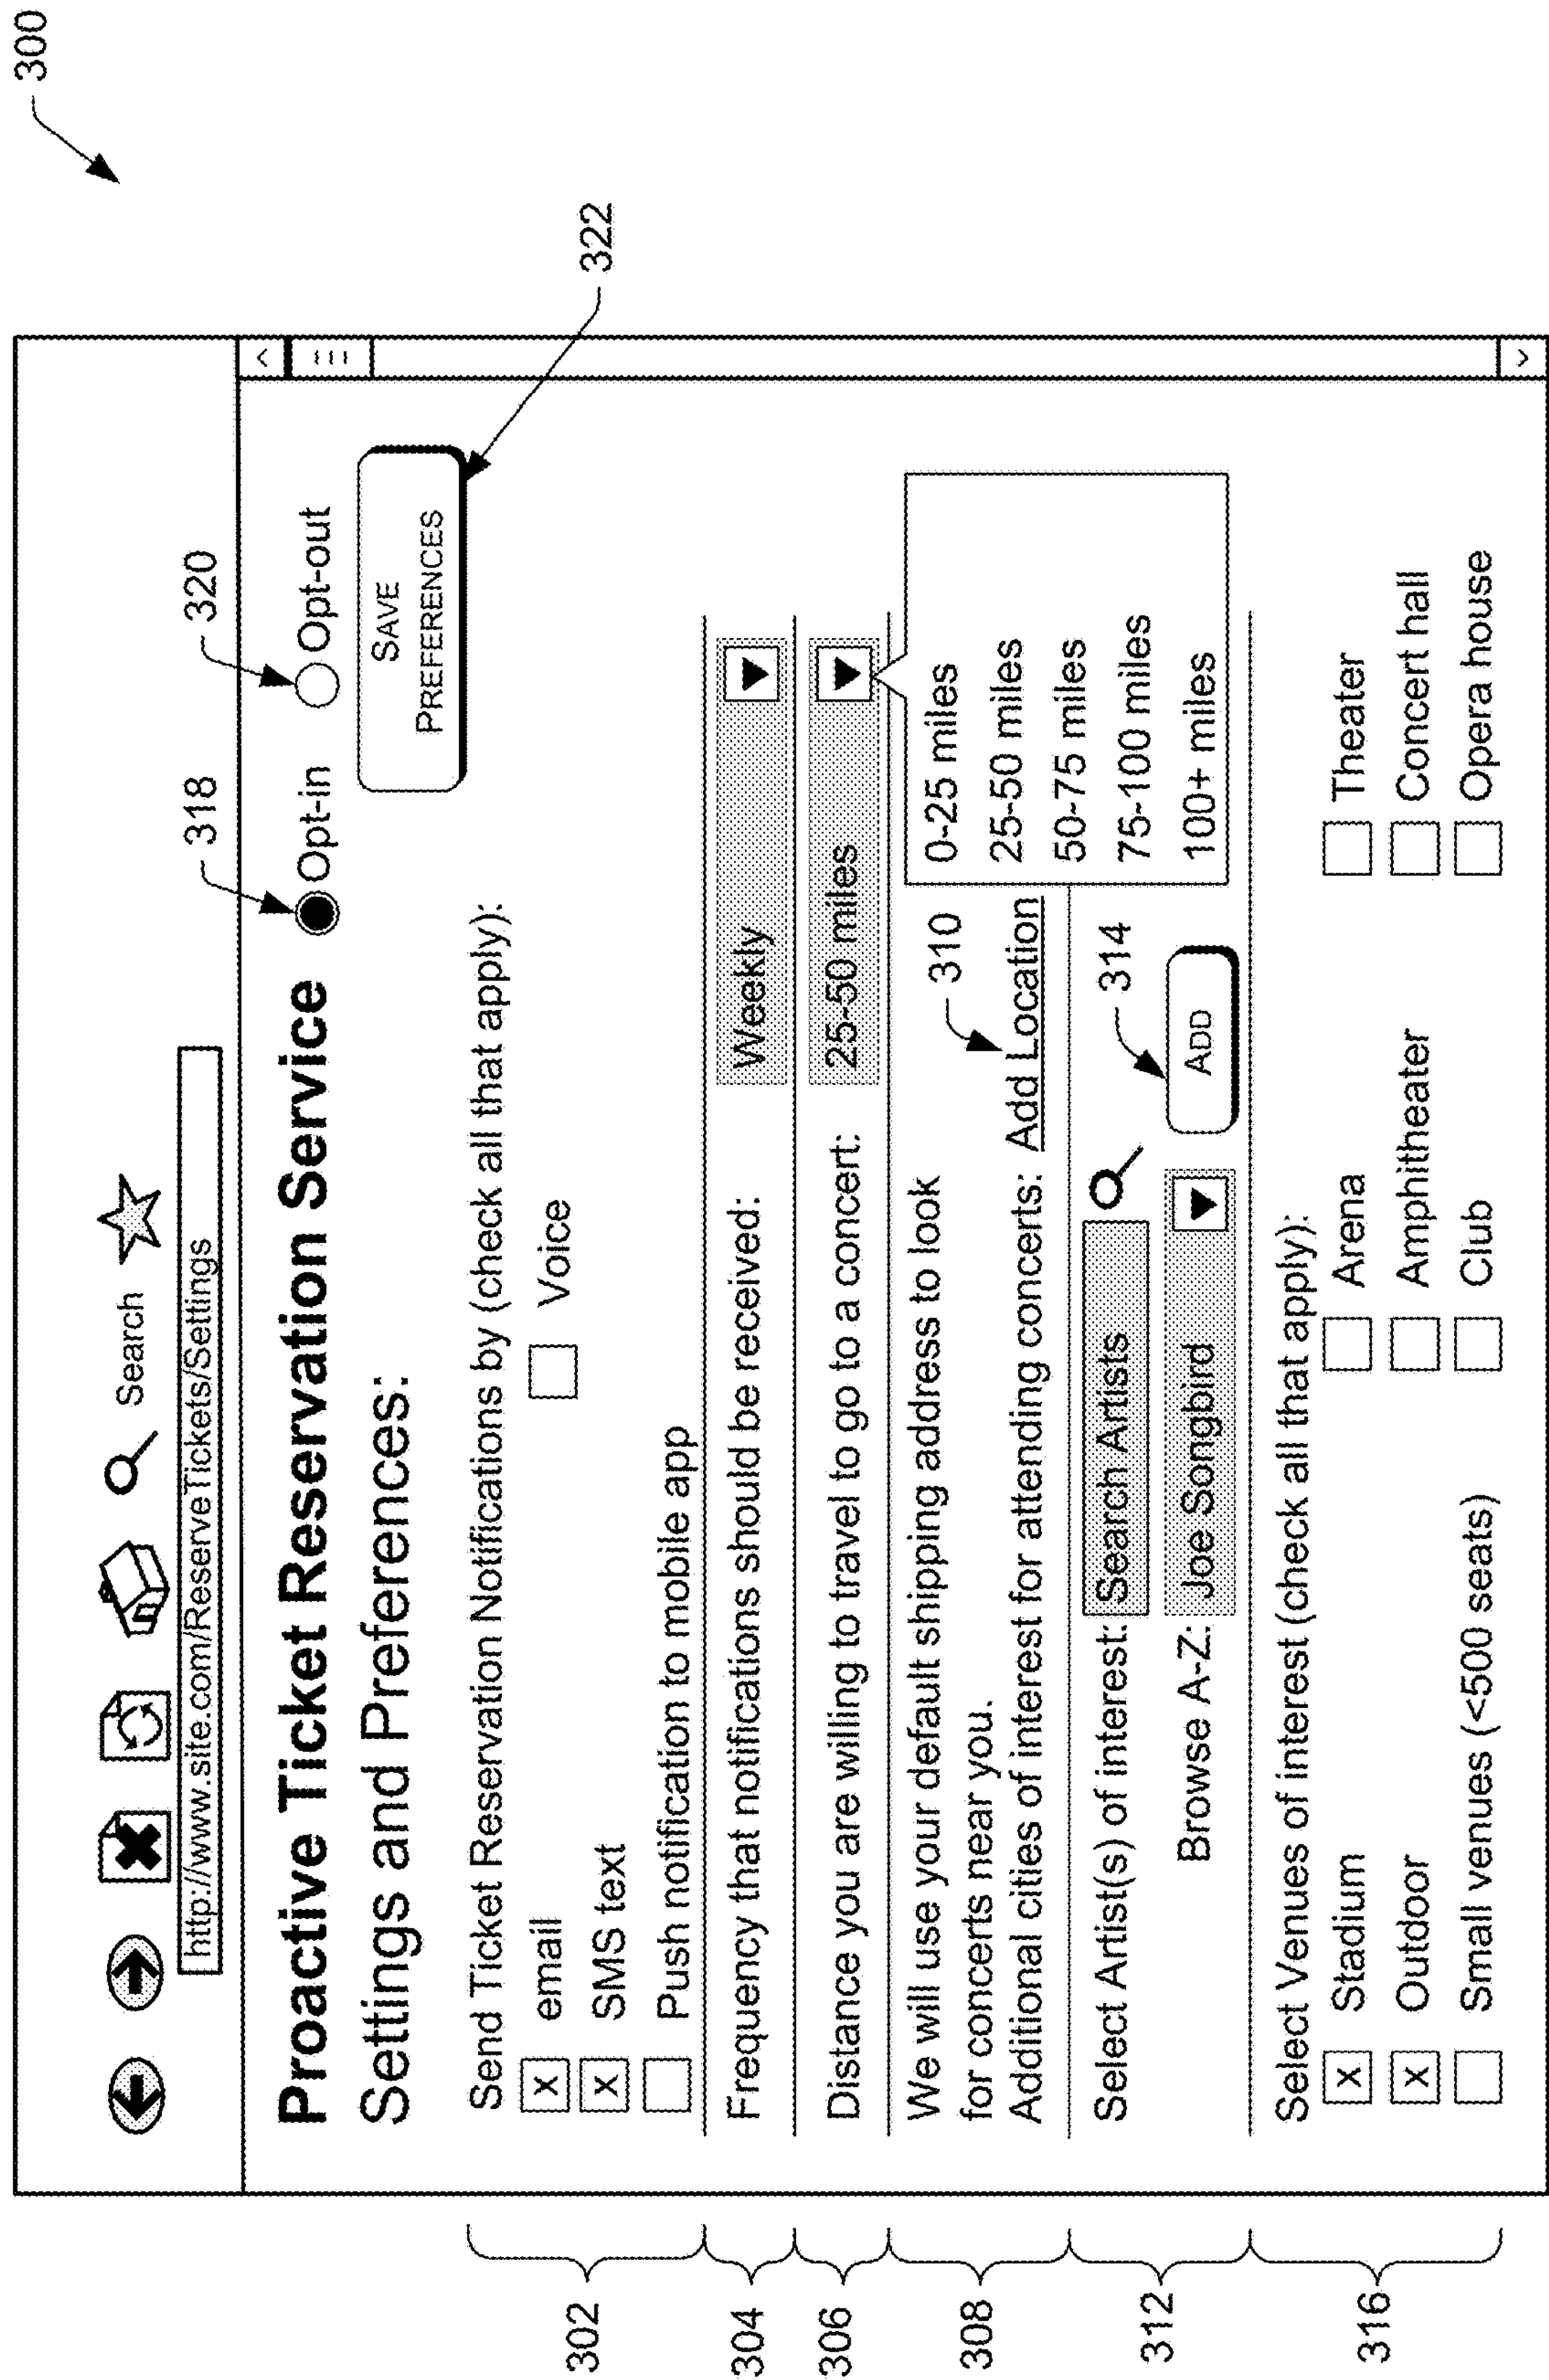 300
Search
http://www.site.com/ReserveTickets/Settings
318
320
Proactive Ticket Reservation Service
Opt-in
Opt-out
Settings and Preferences:
SAVE
PREFERENCES
322
302
Send Ticket Reservation Notifications by (check all that apply):
x email
Voice
x SMS text
Push notification to mobile app
304
Frequency that notifications should be received:
Weekly
306
Distance you are willing to travel to go to a concert:
25-50 miles
0-25 miles
25-50 miles
50-75 miles
75-100 miles
100+ miles
308
We will use your default shipping address to look
for concerts near you.
310
Additional cities of interest for attending concerts: Add Location
312
Select Artist(s) of interest: Search Artists
314
Browse A-Z: Joe Songbird
ADD
316
Select Venues of interest (check all that apply):
x Stadium
Arena
Theater
x Outdoor
Amphitheater
Concert hall
Small venues (<500 seats)
Club
Opera house